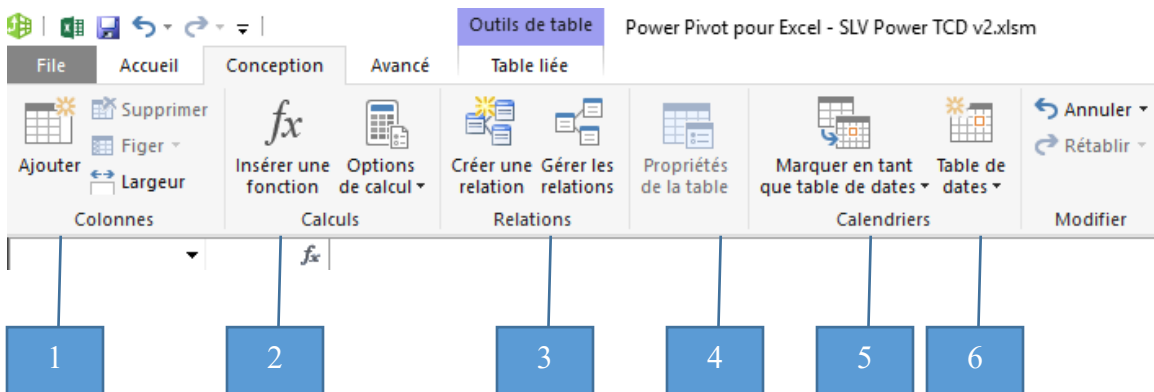 Outils de table Power Pivot pour Excel - SLV Power TCD v2.xlsm
File Accueil Conception Avancé Table liée
Ajouter
Supprimer
Figer
Largeur
Colonnes
fx
Insérer une
fonction
Options
de calcul
Calculs
Créer une
relation
Gérer les
relations
Relations
Propriétés
de la table
Marquer en tant
que table de dates
Table de
dates
Calendriers
Annuler
Rétablir
Modifier
fx
1 2 3 4 5 6